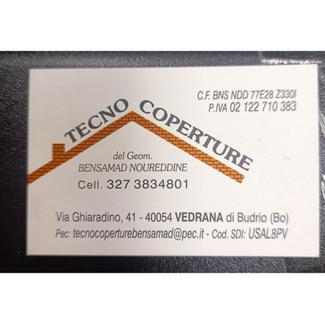 C.F. BNS NDD 77E28 Z330I
P.IVA 02 122 710 383
TECNO COPERTURE
del Geom.
BENSAMAD NOUREDDINE
Cell. 327 3834801
Via Ghiaradino, 41 - 40054 VEDRANA di Budrio (Bo)
Pec: tecnocoperturebensamad@pec.it - Cod. SDI: USAL8PV